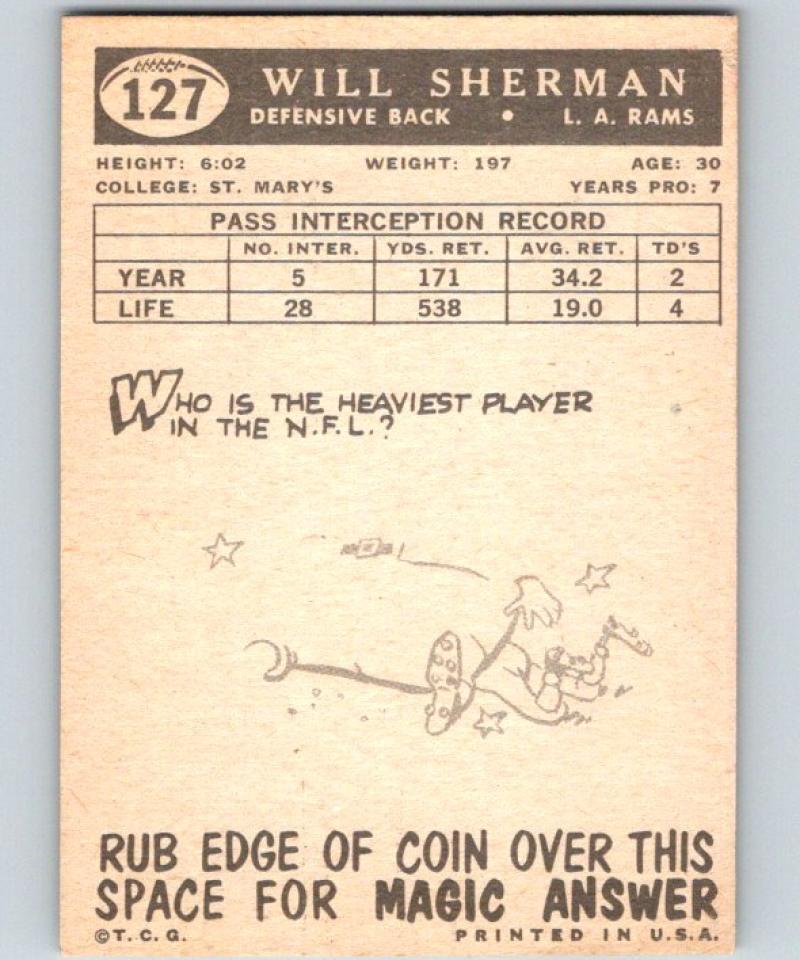 127
WILL SHERMAN
DEFENSIVE BACK • L. A. RAMS
HEIGHT: 6:02 WEIGHT: 197 AGE: 30
COLLEGE: ST. MARY'S YEARS PRO: 7
PASS INTERCEPTION RECORD
NO. INTER. YDS. RET. AVG. RET. TD'S
YEAR 5 171 34.2 2
LIFE 28 538 19.0 4
WHO IS THE HEAVIEST PLAYER
IN THE N.F.L.?
RUB EDGE OF COIN OVER THIS
SPACE FOR MAGIC ANSWER
©T.C.G. PRINTED IN U.S.A.